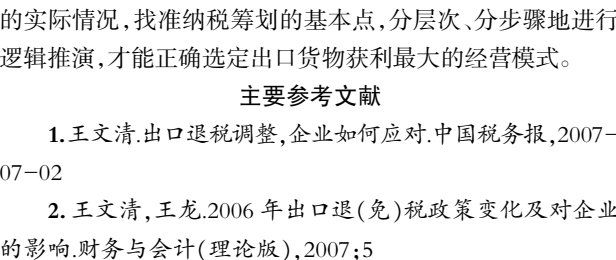 的实际情况,找准纳税筹划的基本点,分层次、分步骤地进行
逻辑推演,才能正确选定出口货物获利最大的经营模式。
主要参考文献
1.王文清.出口退税调整,企业如何应对.中国税务报,2007-
07-02
2. 王文清,王龙.2006 年出口退(免)税政策变化及对企业
的影响.财务与会计(理论版),2007;5